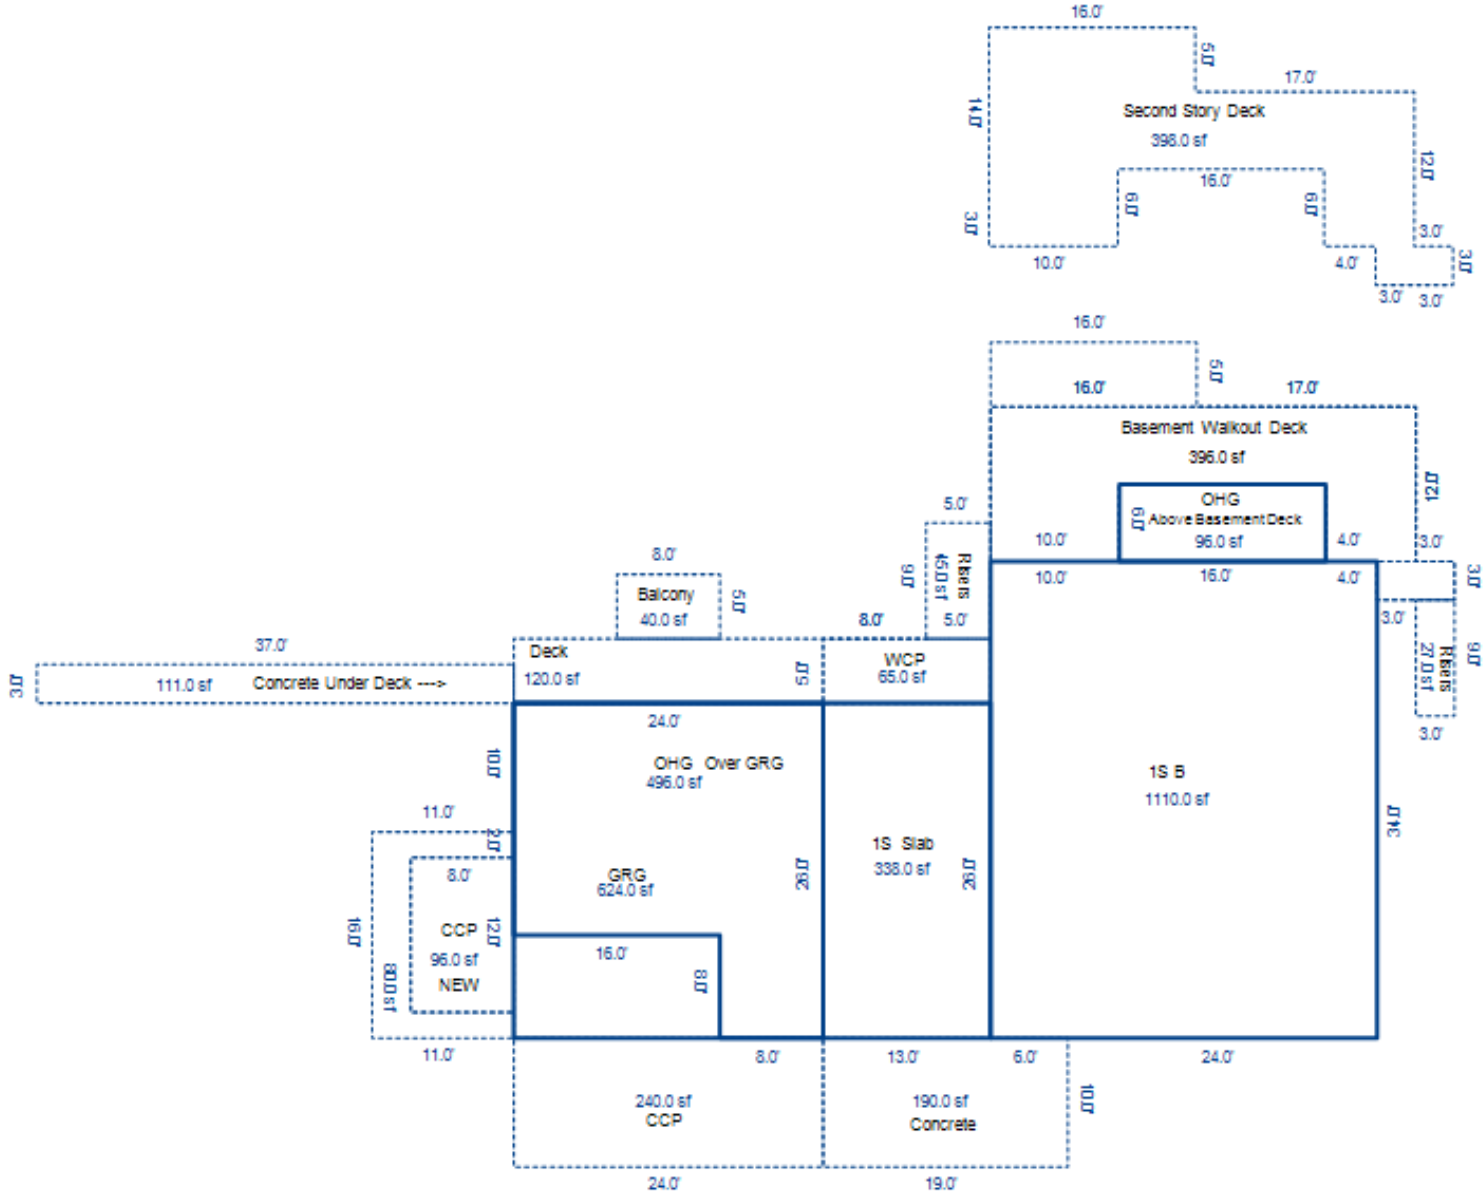 16.0'
5.0'
17.0'
14.0'
Second Story Deck
398.0 sf
12.0'
16.0'
6.0'
6.0'
3.0'
3.0'
10.0'
4.0'
3.0'
3.0'
3.0'
16.0'
5.0'
16.0'
17.0'
Basement Walkout Deck
396.0 sf
12.0'
OHG
6.0'
Above Basement Deck
96.0 sf
5.0'
10.0'
4.0'
3.0'
8.0'
9.0'
Risers
45.0 sf
10.0'
16.0'
4.0'
3.0'
Balcony
40.0 sf
5.0'
8.0'
5.0'
3.0'
37.0'
Deck
120.0 sf
5.0'
WCP
65.0 sf
Risers
27.0 sf
9.0'
3.0'
111.0 sf
Concrete Under Deck --->
24.0'
3.0'
10.0'
OHG Over GRG
496.0 sf
1S B
1110.0 sf
11.0'
2.0'
34.0'
1S Slab
338.0 sf
8.0'
GRG
624.0 sf
26.0'
26.0'
16.0'
CCP
12.0'
96.0 sf
NEW
80.0 sf
16.0'
8.0'
11.0'
8.0'
13.0'
6.0'
24.0'
240.0 sf
CCP
190.0 sf
Concrete
10.0'
24.0'
19.0'